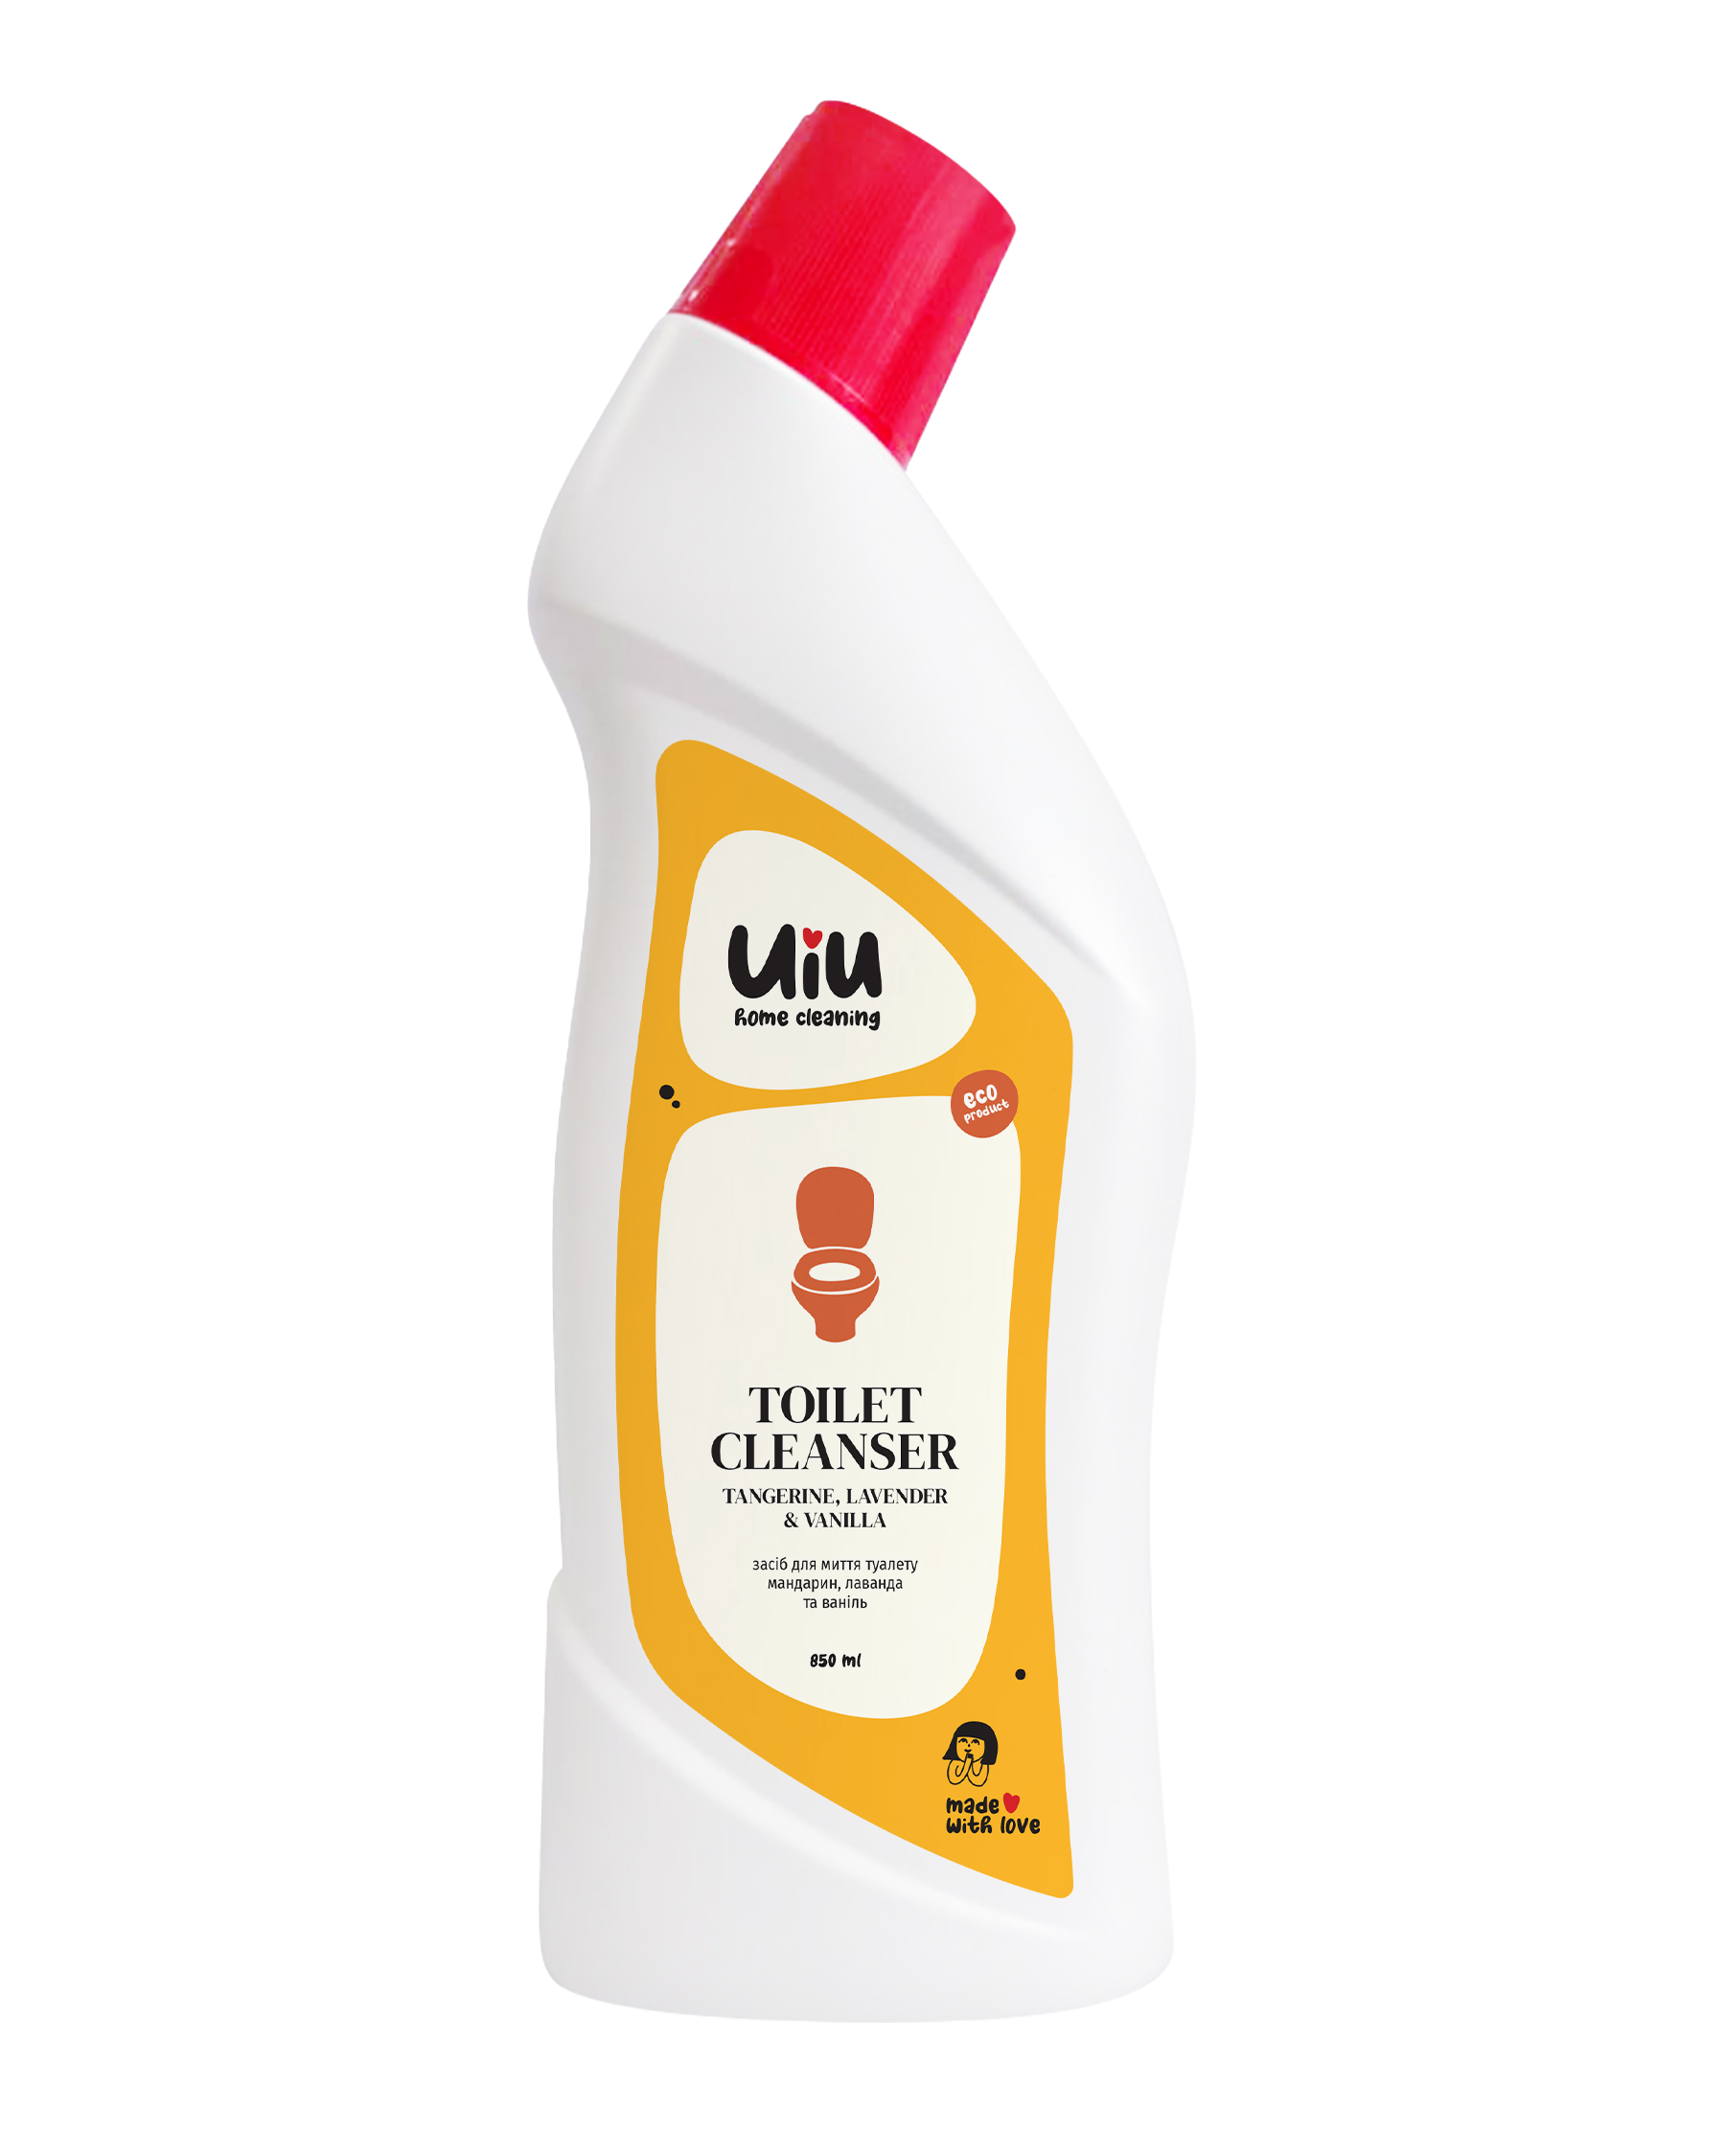 uiu
home cleaning
eco
product
TOILET
CLEANSER
TANGERINE, LAVENDER
& VANILLA
засіб для миття туалету
мандарин, лаванда
та ваніль
850 ml
made
with love